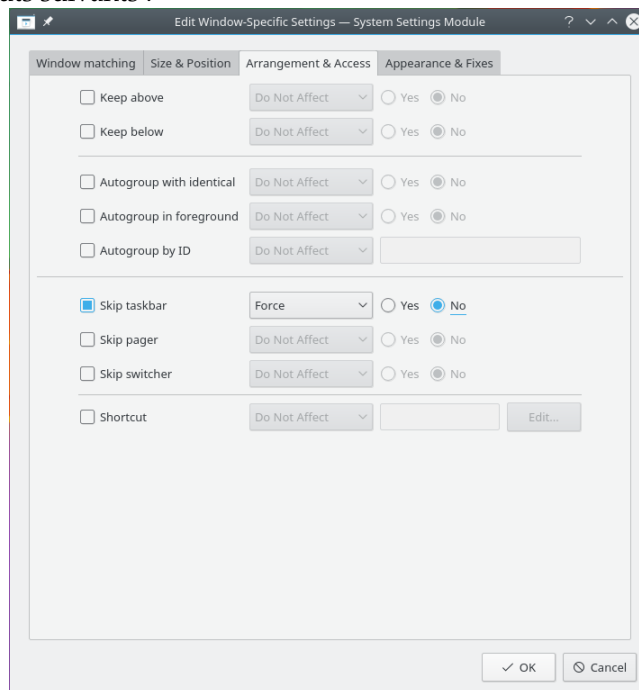 Edit Window-Specific Settings — System Settings Module
Window matching Size & Position Arrangement & Access Appearance & Fixes
Keep above Do Not Affect Yes No
Keep below Do Not Affect Yes No
Autogroup with identical Do Not Affect Yes No
Autogroup in foreground Do Not Affect Yes No
Autogroup by ID Do Not Affect
Skip taskbar Force Yes No
Skip pager Do Not Affect Yes No
Skip switcher Do Not Affect Yes No
Shortcut Do Not Affect Edit...
OK Cancel